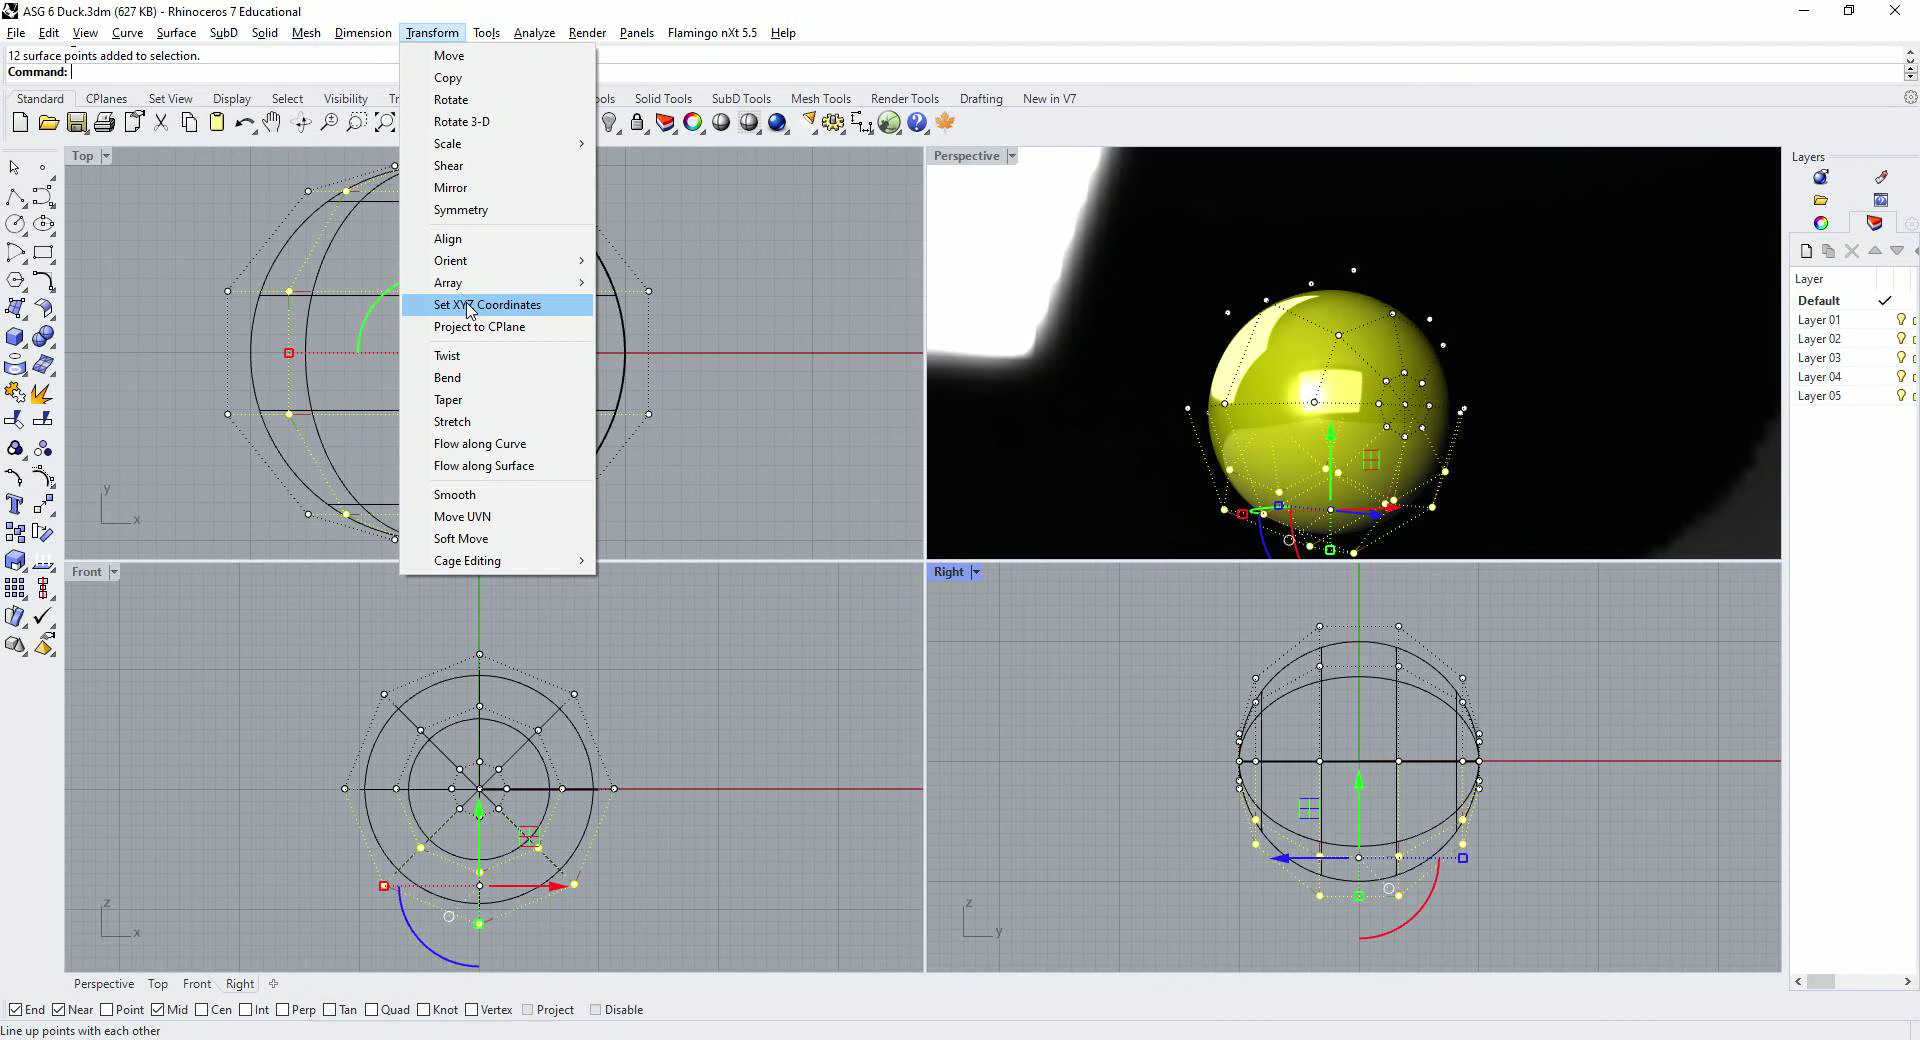 ASG 6 Duck.3dm (627 KB) - Rhinoceros 7 Educational
File Edit View Curve Surface SubD Solid Mesh Dimension Transform Tools Analyze Render Panels Flamingo nXt 5.5 Help
12 surface points added to selection.
Command:
Standard CPlanes Set View Display Select Visibility Tr ools Solid Tools SubD Tools Mesh Tools Render Tools Drafting New in V7
Move
Copy
Rotate
Rotate 3-D
Scale
Shear
Mirror
Symmetry
Align
Orient
Array
Set XYZ Coordinates
Project to CPlane
Twist
Bend
Taper
Stretch
Flow along Curve
Flow along Surface
Smooth
Move UVN
Soft Move
Cage Editing
Top
y
x
Perspective
Front
z
x
Right
z
y
Layers
Layer
Default
Layer 01
Layer 02
Layer 03
Layer 04
Layer 05
Perspective Top Front Right
End Near Point Mid Cen Int Perp Tan Quad Knot Vertex Project Disable
Line up points with each other